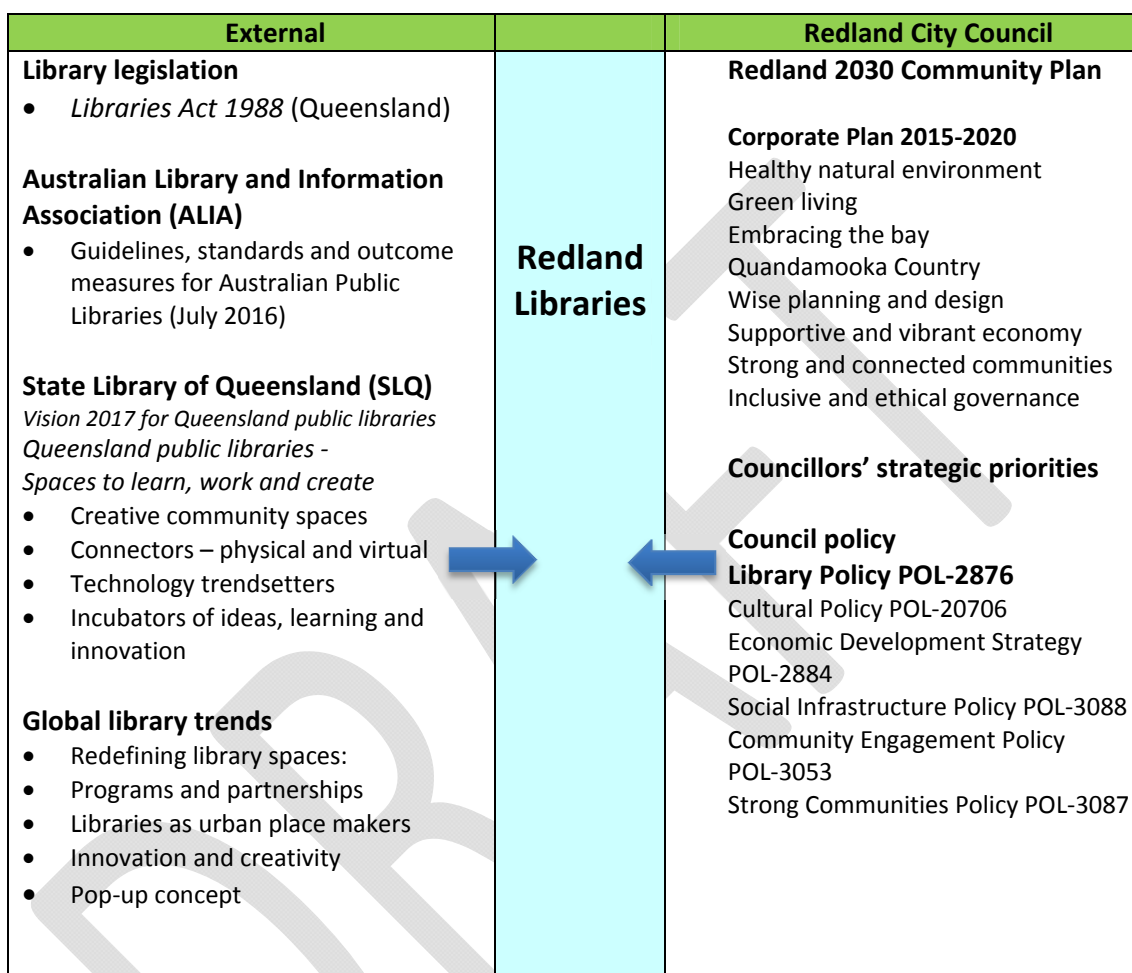 External
Redland City Council
Library legislation
• Libraries Act 1988 (Queensland)
Australian Library and Information
Association (ALIA)
• Guidelines, standards and outcome
measures for Australian Public
Libraries (July 2016)
State Library of Queensland (SLQ)
Vision 2017 for Queensland public libraries
Queensland public libraries -
Spaces to learn, work and create
• Creative community spaces
• Connectors – physical and virtual
• Technology trendsetters
• Incubators of ideas, learning and
innovation
Global library trends
• Redefining library spaces:
• Programs and partnerships
• Libraries as urban place makers
• Innovation and creativity
• Pop-up concept
Redland
Libraries
Redland 2030 Community Plan
Corporate Plan 2015-2020
Healthy natural environment
Green living
Embracing the bay
Quandamooka Country
Wise planning and design
Supportive and vibrant economy
Strong and connected communities
Inclusive and ethical governance
Councillors’ strategic priorities
Council policy
Library Policy POL-2876
Cultural Policy POL-20706
Economic Development Strategy
POL-2884
Social Infrastructure Policy POL-3088
Community Engagement Policy
POL-3053
Strong Communities Policy POL-3087
DRAFT